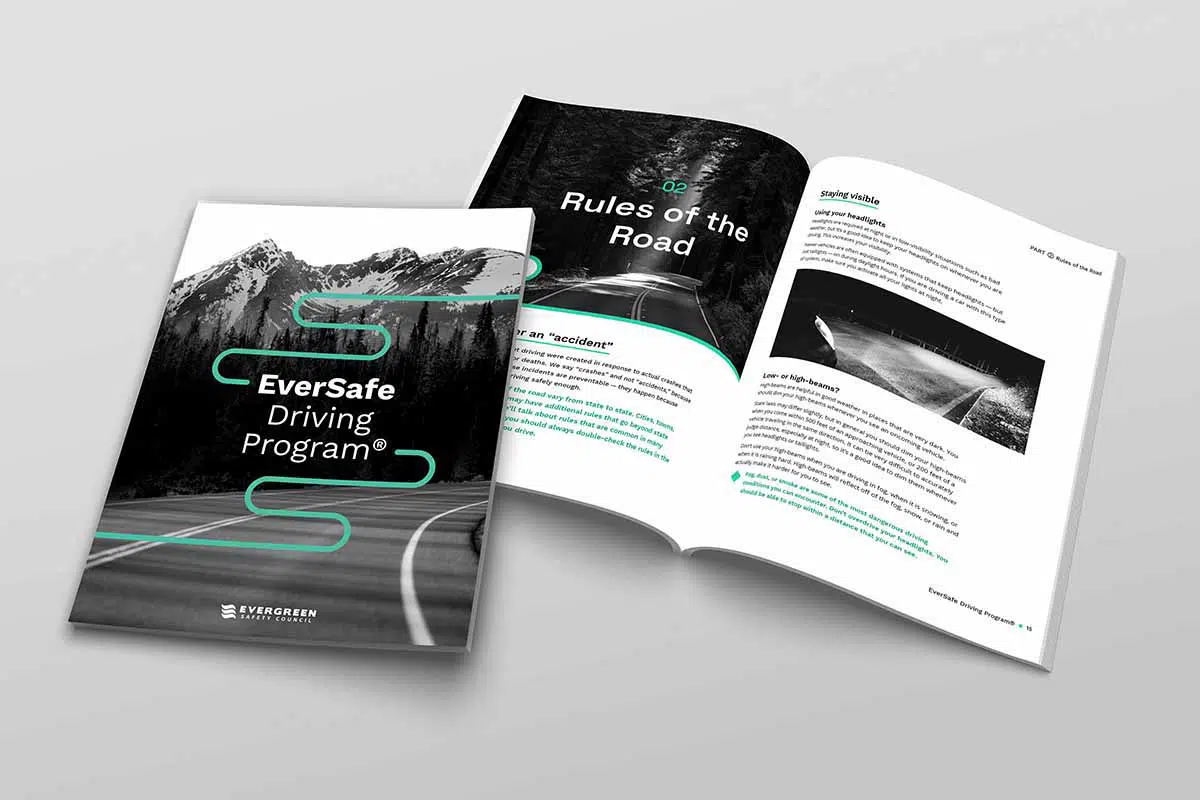 EverSafe
Driving
Program®
EVERGREEN
SAFETY COUNCIL
02
Rules of the
Road
er an “accident”
t driving were created in response to actual crashes that
or deaths. We say “crashes” and not “accidents,” because
se incidents are preventable — they happen because
riving safely enough.
the road vary from state to state. Cities, towns,
may have additional rules that go beyond state
'll talk about rules that are common in many
ou should always double-check the rules in the
ou drive.
PART 2 Rules of the Road
Staying visible
Using your headlights
Headlights are required at night or in low-visibility situations such as bad
weather, but it's a good idea to keep your headlights on whenever you are
driving. This increases your visibility.
Newer vehicles are often equipped with systems that keep headlights — but
not taillights — on during daylight hours. If you are driving a car with this type
of system, make sure you activate all your lights at night.
Low- or high-beams?
High-beams are helpful in good weather in places that are very dark. You
should dim your high-beams whenever you see an oncoming vehicle.
State laws may differ slightly, but in general you should dim your high-beams
when you come within 500 feet of an approaching vehicle, or 200 feet of a
vehicle traveling in the same direction. It can be very difficult to accurately
judge distance, especially at night, so it's a good idea to dim them whenever
you see headlights or taillights.
Don't use your high-beams when you are driving in fog, when it is snowing, or
when it is raining hard. High-beams will reflect off of the fog, snow, or rain and
actually make it harder for you to see.
Fog, dust, or smoke are some of the most dangerous driving
conditions you can encounter. Don't overdrive your headlights. You
should be able to stop within a distance that you can see.
EverSafe Driving Program® 15